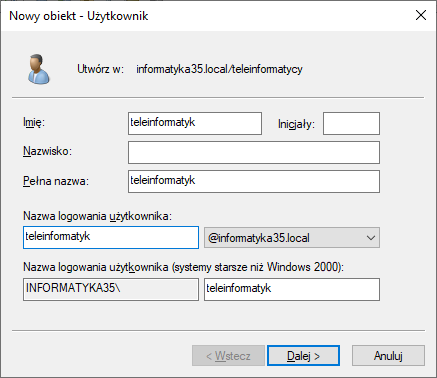 Nowy obiekt - Użytkownik
Utwórz w: informatyka35.local/teleinformatycy
Imię: teleinformatyk Inicjały:
Nazwisko:
Pełna nazwa: teleinformatyk
Nazwa logowania użytkownika:
teleinformatyk @informatyka35.local
Nazwa logowania użytkownika (systemy starsze niż Windows 2000):
INFORMATYKA35\ teleinformatyk
< Wstecz Dalej > Anuluj